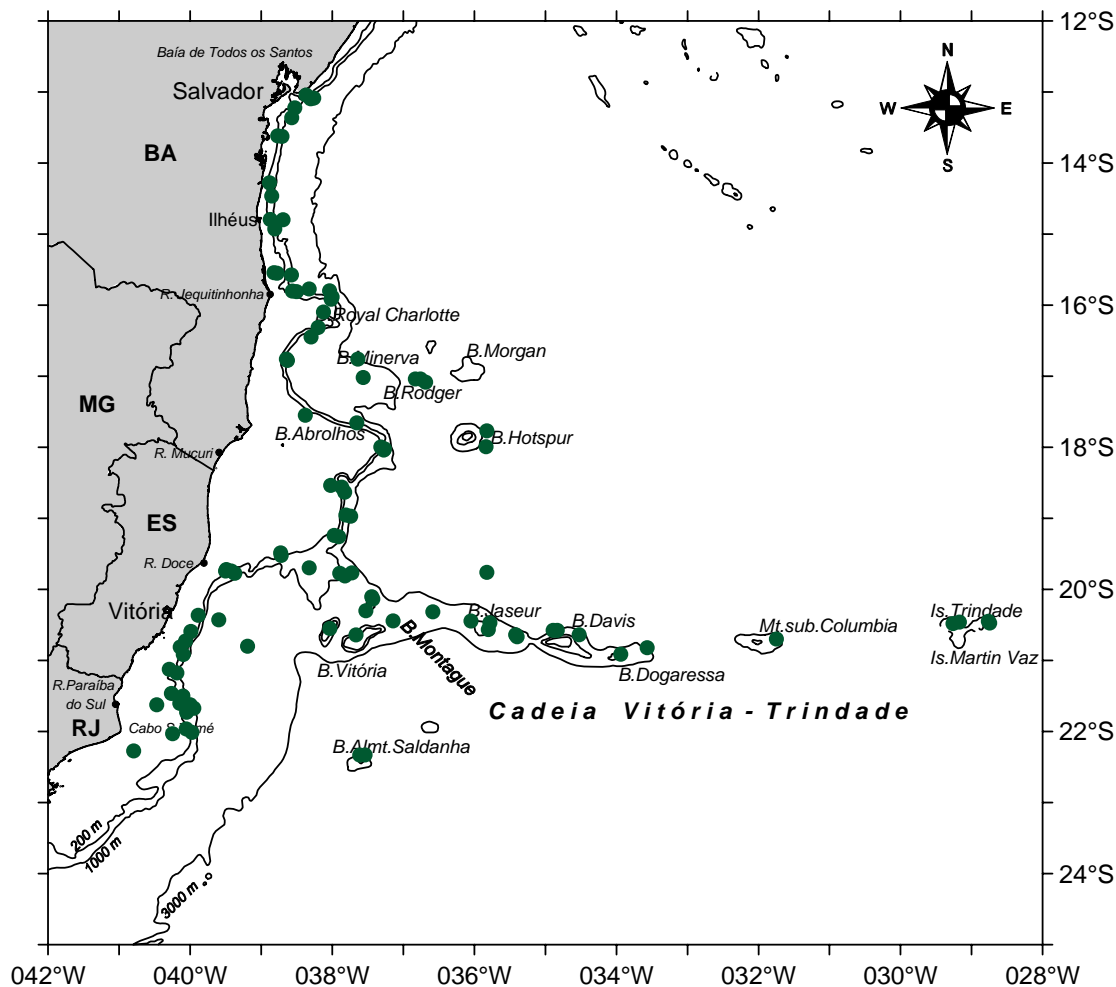 12°S
Baía de Todos os Santos
N
Salvador
W
E
S
BA
14°S
Ilhéus
R. Jequitinhonha
16°S
Royal Charlotte
B.Minerva
B.Morgan
B.Rodger
MG
B.Abrolhos
B.Hotspur
18°S
R. Mucuri
ES
R. Doce
20°S
Vitória
B.Jaseur
B.Davis
Is.Trindade
Mt.sub.Columbia
B.Montague
Is.Martin Vaz
B.Vitória
B.Dogaressa
R.Paraíba
do Sul
Cadeia Vitória - Trindade
RJ
Cabo S.Tomé
22°S
B.Almt.Saldanha
200 m
1000 m
3000 m
24°S
042°W
040°W
038°W
036°W
034°W
032°W
030°W
028°W